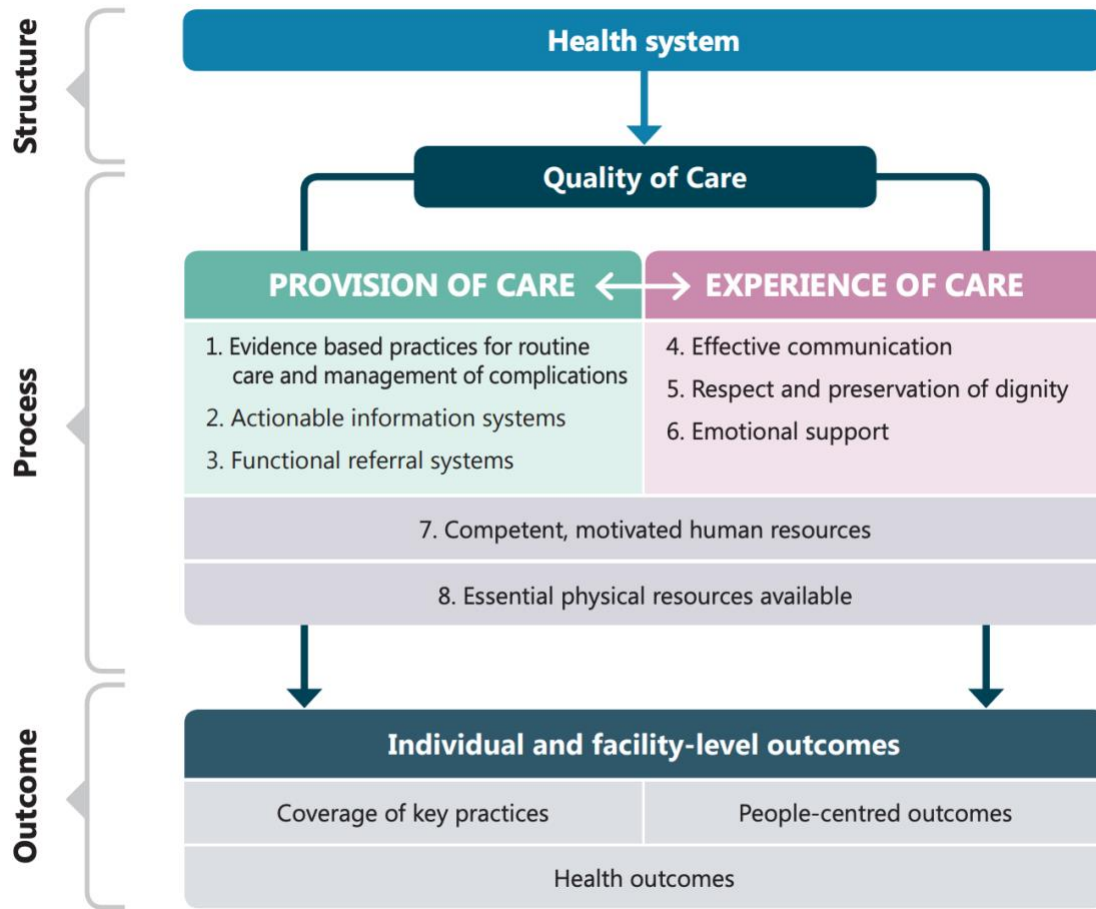 Structure
Health system
Quality of Care
Process
PROVISION OF CARE
EXPERIENCE OF CARE
1. Evidence based practices for routine
care and management of complications
2. Actionable information systems
3. Functional referral systems
4. Effective communication
5. Respect and preservation of dignity
6. Emotional support
7. Competent, motivated human resources
8. Essential physical resources available
Outcome
Individual and facility-level outcomes
Coverage of key practices
People-centred outcomes
Health outcomes